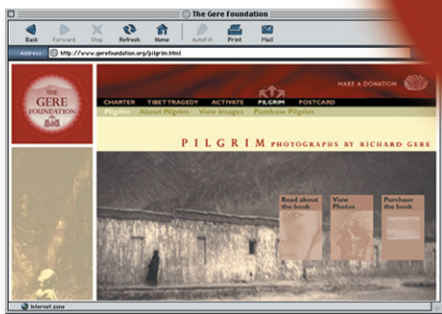 The Gere Foundation
Back Forward Stop Refresh Home AutoFill Print Mail
Address http://www.gerefoundation.org/pilgrim.html
MAKE A DONATION
THE
GERE
FOUNDATION
CHARTER TIBET TRAGEDY ACTIVATE PILGRIM POSTCARD
Pilgrim About Pilgrim View Images Purchase Pilgrim
PILGRIM PHOTOGRAPHS BY RICHARD GERE
Read about
the book
View
Photos
Purchase
the book
Internet zone